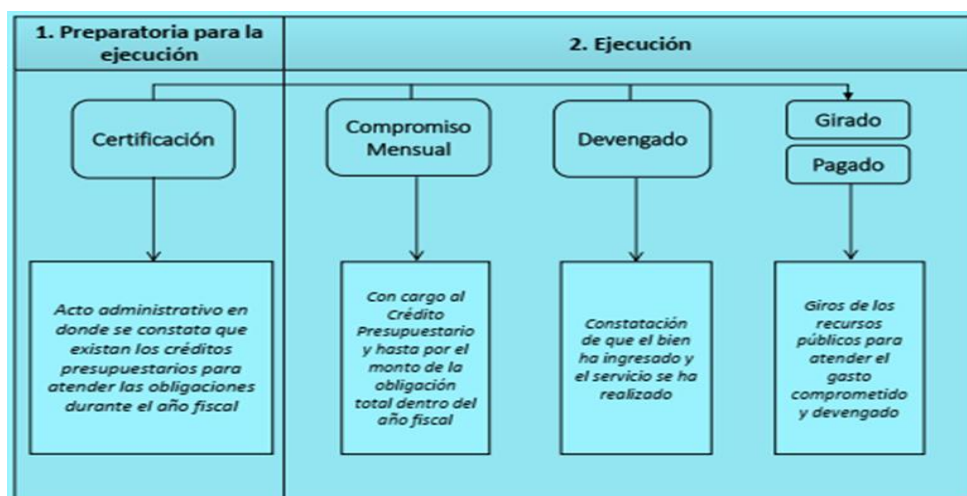 1. Preparatoria para la
ejecución
2. Ejecución
Certificación
Compromiso
Mensual
Devengado
Girado
Pagado
Acto administrativo en
donde se constata que
existan los créditos
presupuestarios para
atender las obligaciones
durante el año fiscal
Con cargo al
Crédito
Presupuestario
y hasta por el
monto de la
obligación
total dentro del
año fiscal
Constatación
de que el bien
ha ingresado y
el servicio se ha
realizado
Giros de los
recursos
públicos para
atender el
gasto
comprometido
y devengado